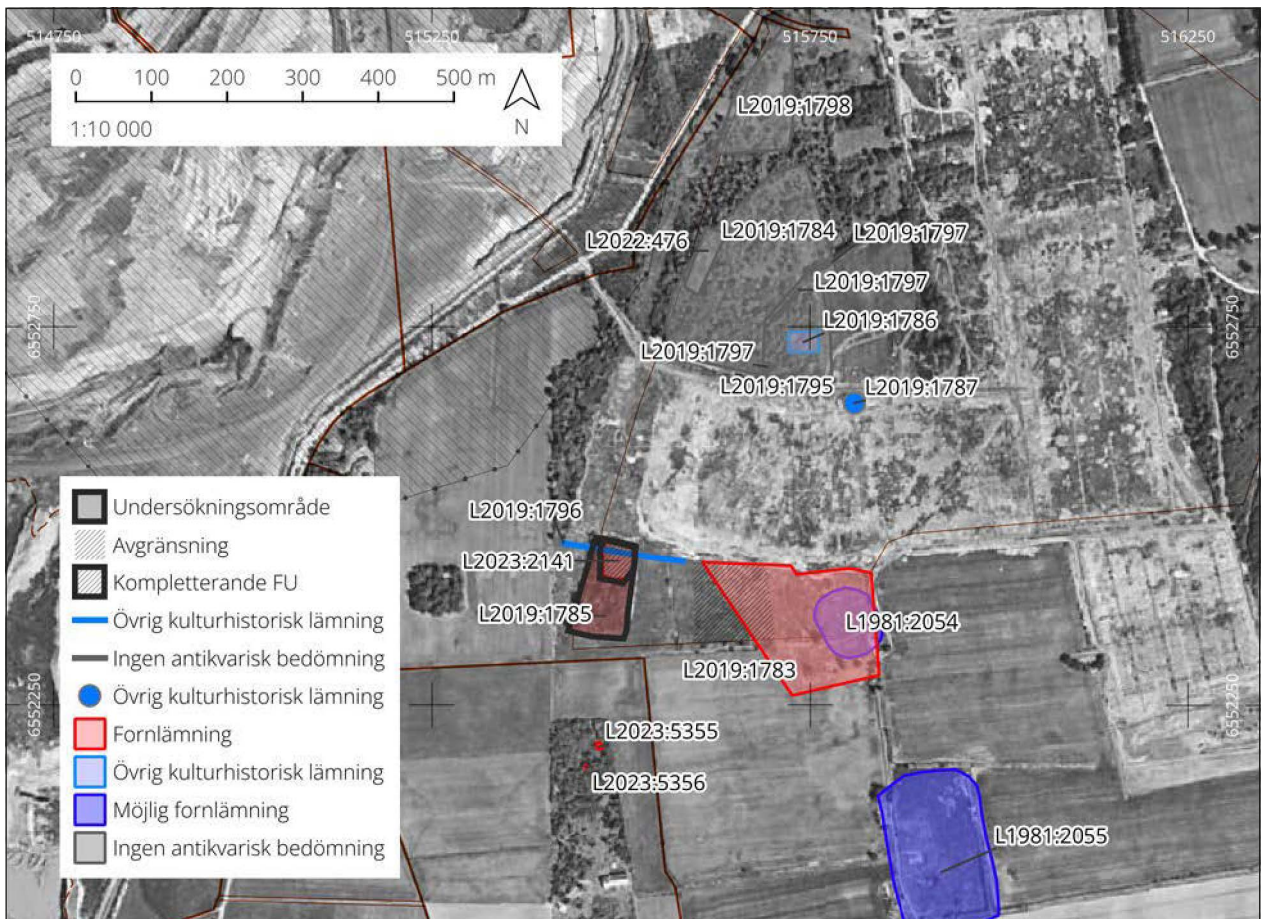 514750
515250
515750
516250
0 100 200 300 400 500 m
1:10 000
N
L2019:1798
L2019:1784
L2019:1797
L2022:476
L2019:1797
6552750
6552750
L2019:1786
L2019:1797
L2019:1795
L2019:1787
L2019:1796
L2023:2141
L2019:1785
L1981:2054
L2019:1783
6552250
6552250
L2023:5355
L2023:5356
L1981:2055
Undersökningsområde
Avgränsning
Kompletterande FU
Övrig kulturhistorisk lämning
Ingen antikvarisk bedömning
Övrig kulturhistorisk lämning
Fornlämning
Övrig kulturhistorisk lämning
Möjlig fornlämning
Ingen antikvarisk bedömning